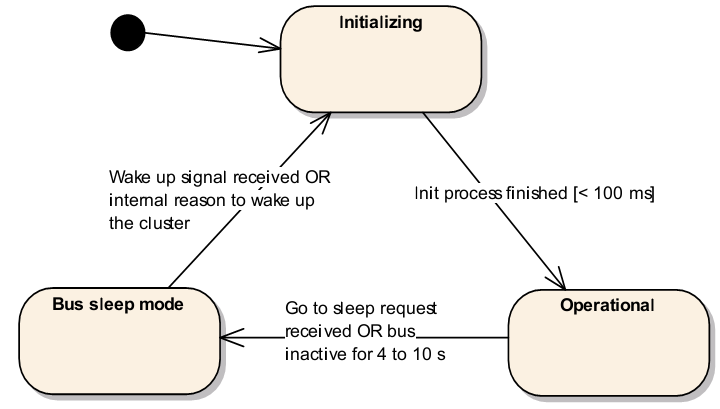 Initializing
Wake up signal received OR
internal reason to wake up
the cluster
Init process finished [< 100 ms]
Bus sleep mode
Go to sleep request
received OR bus
inactive for 4 to 10 s
Operational